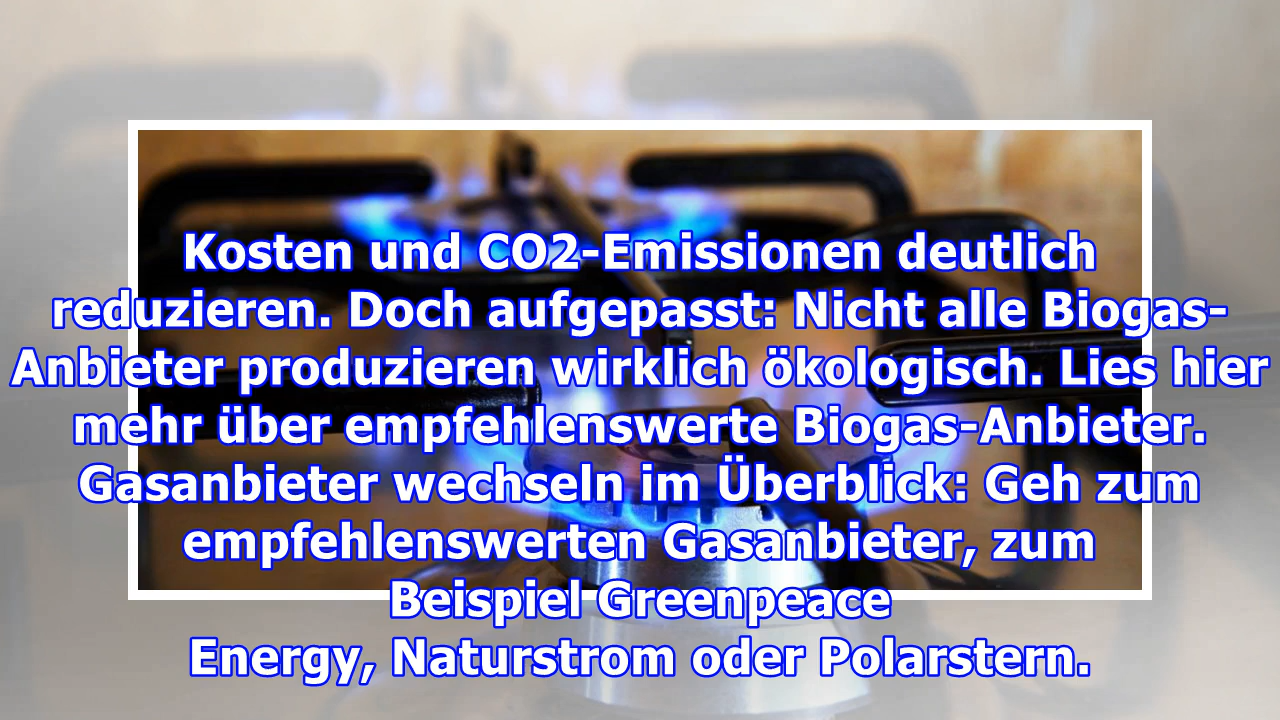 Kosten und CO2-Emissionen deutlich
reduzieren. Doch aufgepasst: Nicht alle Biogas-
Anbieter produzieren wirklich ökologisch. Lies hier
mehr über empfehlenswerte Biogas-Anbieter.
Gasanbieter wechseln im Überblick: Geh zum
empfehlenswerten Gasanbieter, zum
Beispiel Greenpeace
Energy, Naturstrom oder Polarstern.